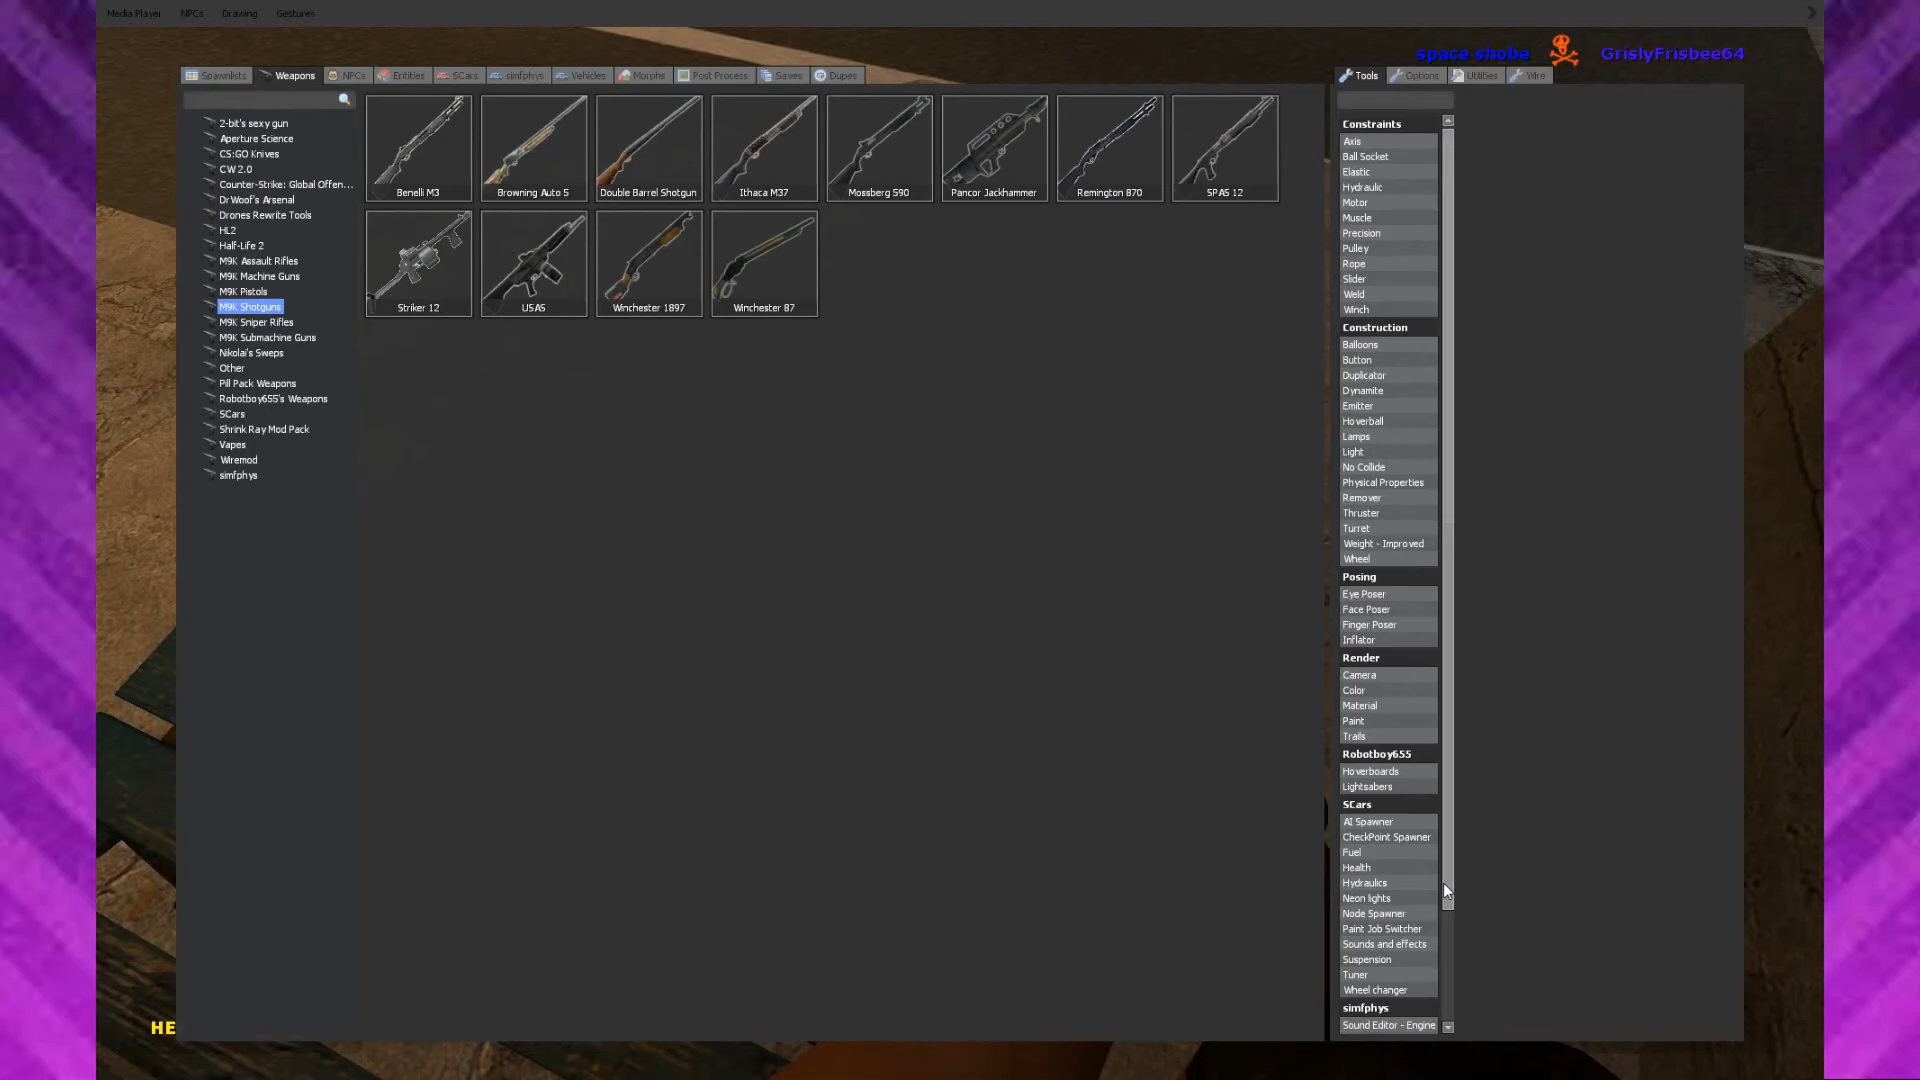 Media Player NPCs Drawing Gestures
space shobe GrislyFrisbee64
Spawnlists Weapons NPCs Entities SCars simfphys Vehicles Morphs Post Process Saves Dupes
Tools Options Utilities Wire
2-bit's sexy gun
Aperture Science
CS:GO Knives
CW 2.0
Counter-Strike: Global Offen...
DrWoof's Arsenal
Drones Rewrite Tools
HL2
Half-Life 2
M9K Assault Rifles
M9K Machine Guns
M9K Pistols
M9K Shotguns
M9K Sniper Rifles
M9K Submachine Guns
Nikolai's Sweps
Other
Pill Pack Weapons
Robotboy655's Weapons
SCars
Shrink Ray Mod Pack
Vapes
Wiremod
simfphys
Benelli M3 Browning Auto 5 Double Barrel Shotgun Ithaca M37 Mossberg 590 Pancor Jackhammer Remington 870 SPAS 12
Striker 12 USAS Winchester 1897 Winchester 87
Constraints
Axis
Ball Socket
Elastic
Hydraulic
Motor
Muscle
Precision
Pulley
Rope
Slider
Weld
Winch
Construction
Balloons
Button
Duplicator
Dynamite
Emitter
Hoverball
Lamps
Light
No Collide
Physical Properties
Remover
Thruster
Turret
Weight - Improved
Wheel
Posing
Eye Poser
Face Poser
Finger Poser
Inflator
Render
Camera
Color
Material
Paint
Trails
Robotboy655
Hoverboards
Lightsabers
SCars
AI Spawner
CheckPoint Spawner
Fuel
Health
Hydraulics
Neon lights
Node Spawner
Paint Job Switcher
Sounds and effects
Suspension
Tuner
Wheel changer
simfphys
Sound Editor - Engine
HE